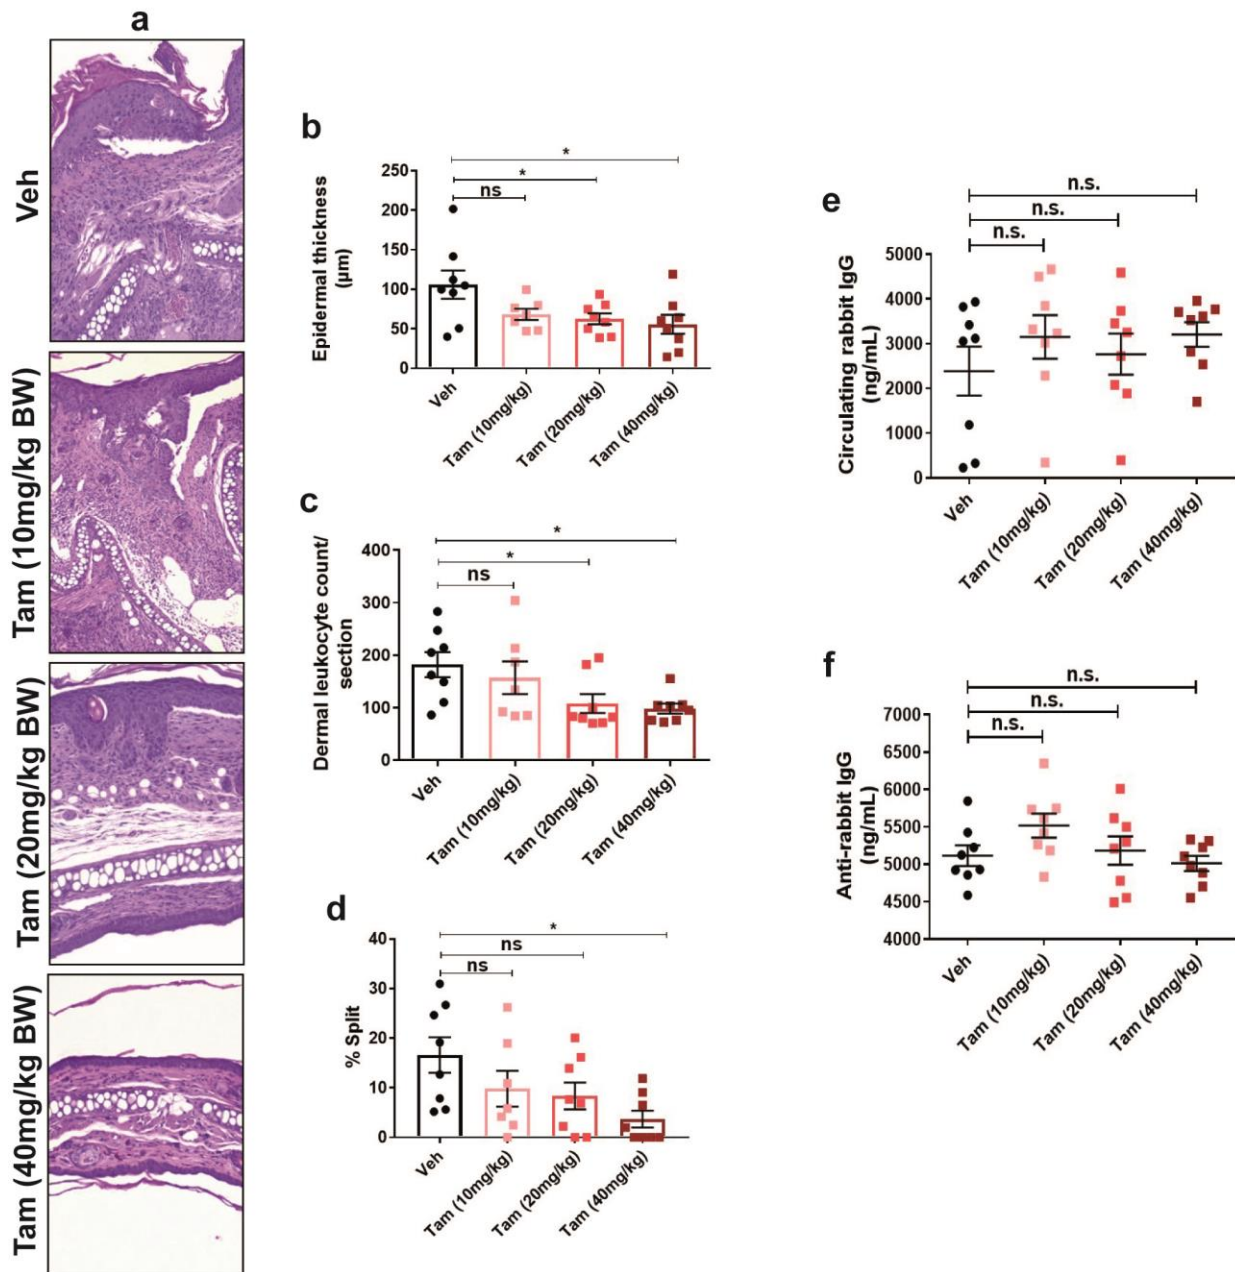 a
Veh
Tam (10mg/kg BW)
Tam (20mg/kg BW)
Tam (40mg/kg BW)
b
Epidermal thickness
(µm)
250
200
150
100
50
0
ns
*
*
Veh
Tam (10mg/kg)
Tam (20mg/kg)
Tam (40mg/kg)
c
Dermal leukocyte count/
section
400
300
200
100
0
ns
*
*
Veh
Tam (10mg/kg)
Tam (20mg/kg)
Tam (40mg/kg)
d
% Split
40
30
20
10
0
ns
ns
*
Veh
Tam (10mg/kg)
Tam (20mg/kg)
Tam (40mg/kg)
e
Circulating rabbit IgG
(ng/mL)
5000
4000
3000
2000
1000
0
n.s.
n.s.
n.s.
Veh
Tam (10mg/kg)
Tam (20mg/kg)
Tam (40mg/kg)
f
Anti-rabbit IgG
(ng/mL)
7000
6500
6000
5500
5000
4500
4000
n.s.
n.s.
n.s.
Veh
Tam (10mg/kg)
Tam (20mg/kg)
Tam (40mg/kg)